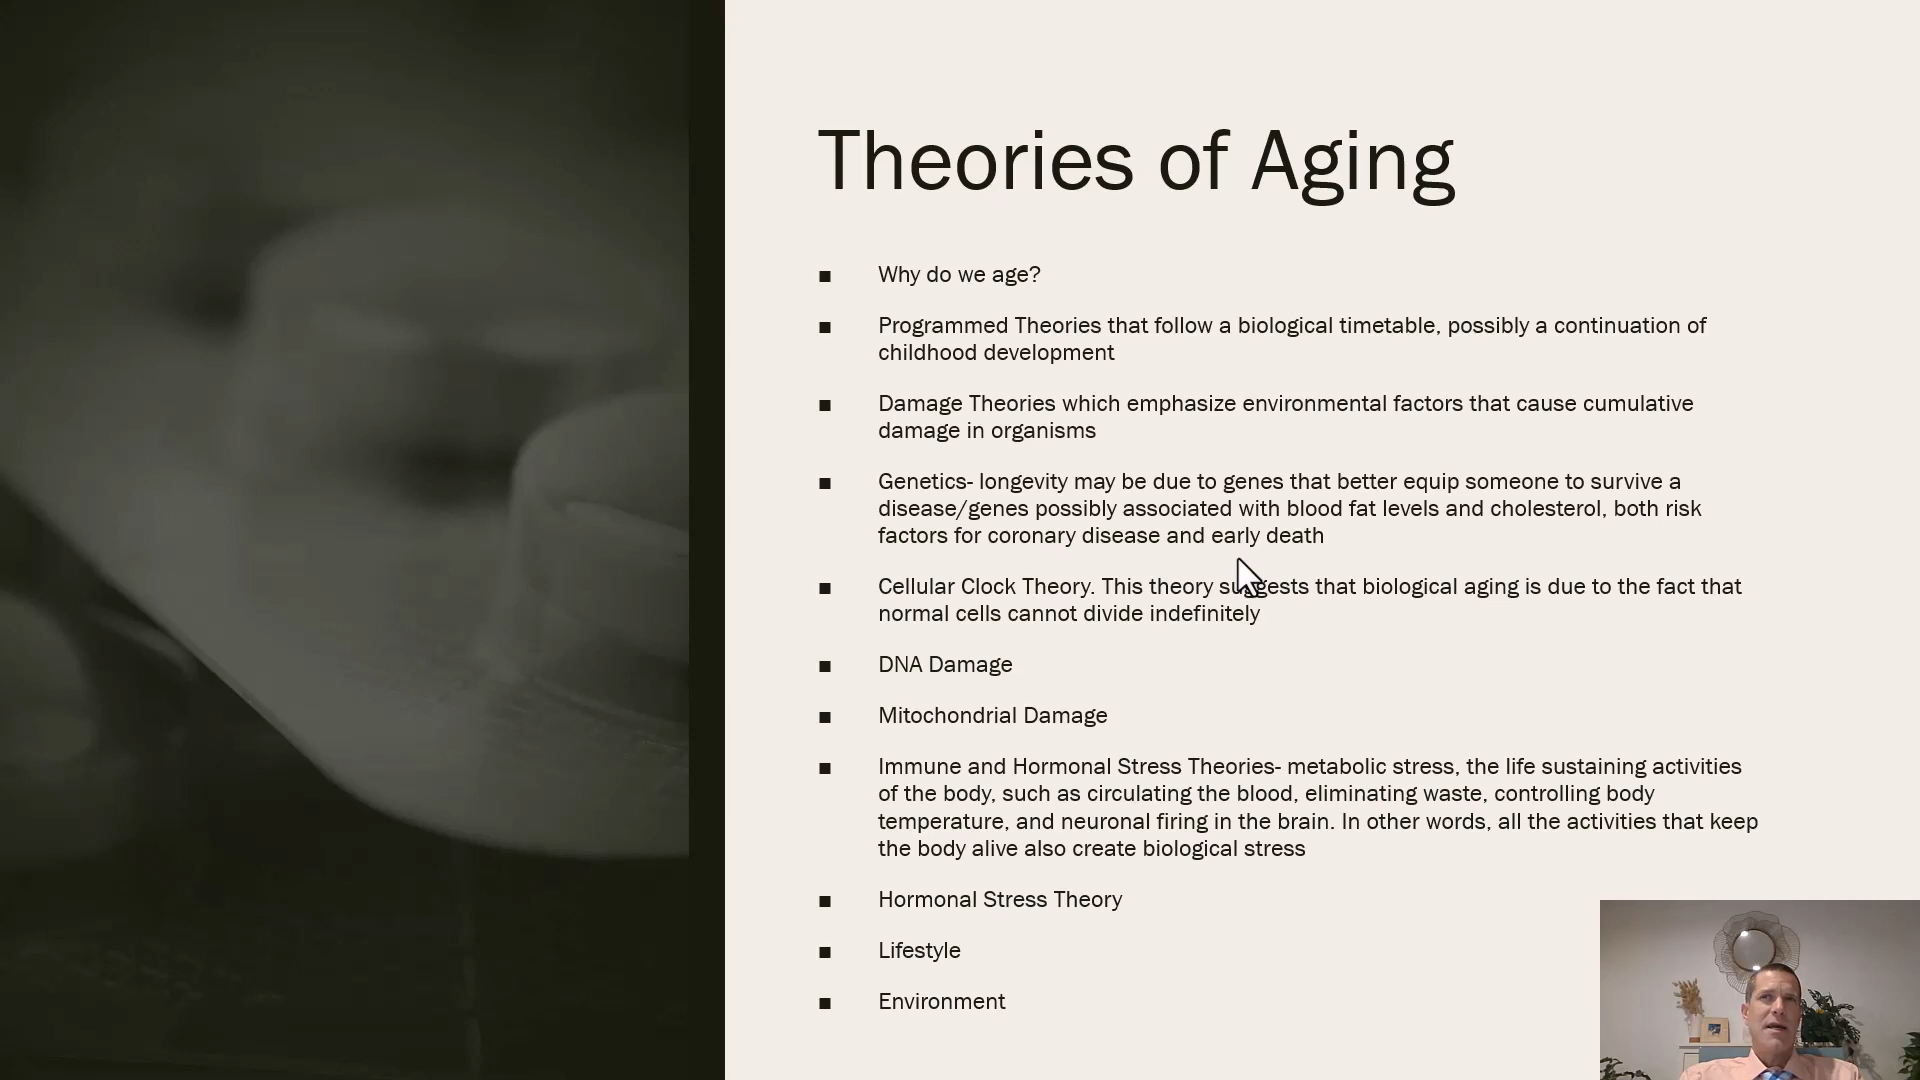 Theories of Aging
■ Why do we age?
■ Programmed Theories that follow a biological timetable, possibly a continuation of
childhood development
■ Damage Theories which emphasize environmental factors that cause cumulative
damage in organisms
■ Genetics- longevity may be due to genes that better equip someone to survive a
disease/genes possibly associated with blood fat levels and cholesterol, both risk
factors for coronary disease and early death
■ Cellular Clock Theory. This theory suggests that biological aging is due to the fact that
normal cells cannot divide indefinitely
■ DNA Damage
■ Mitochondrial Damage
■ Immune and Hormonal Stress Theories- metabolic stress, the life sustaining activities
of the body, such as circulating the blood, eliminating waste, controlling body
temperature, and neuronal firing in the brain. In other words, all the activities that keep
the body alive also create biological stress
■ Hormonal Stress Theory
■ Lifestyle
■ Environment